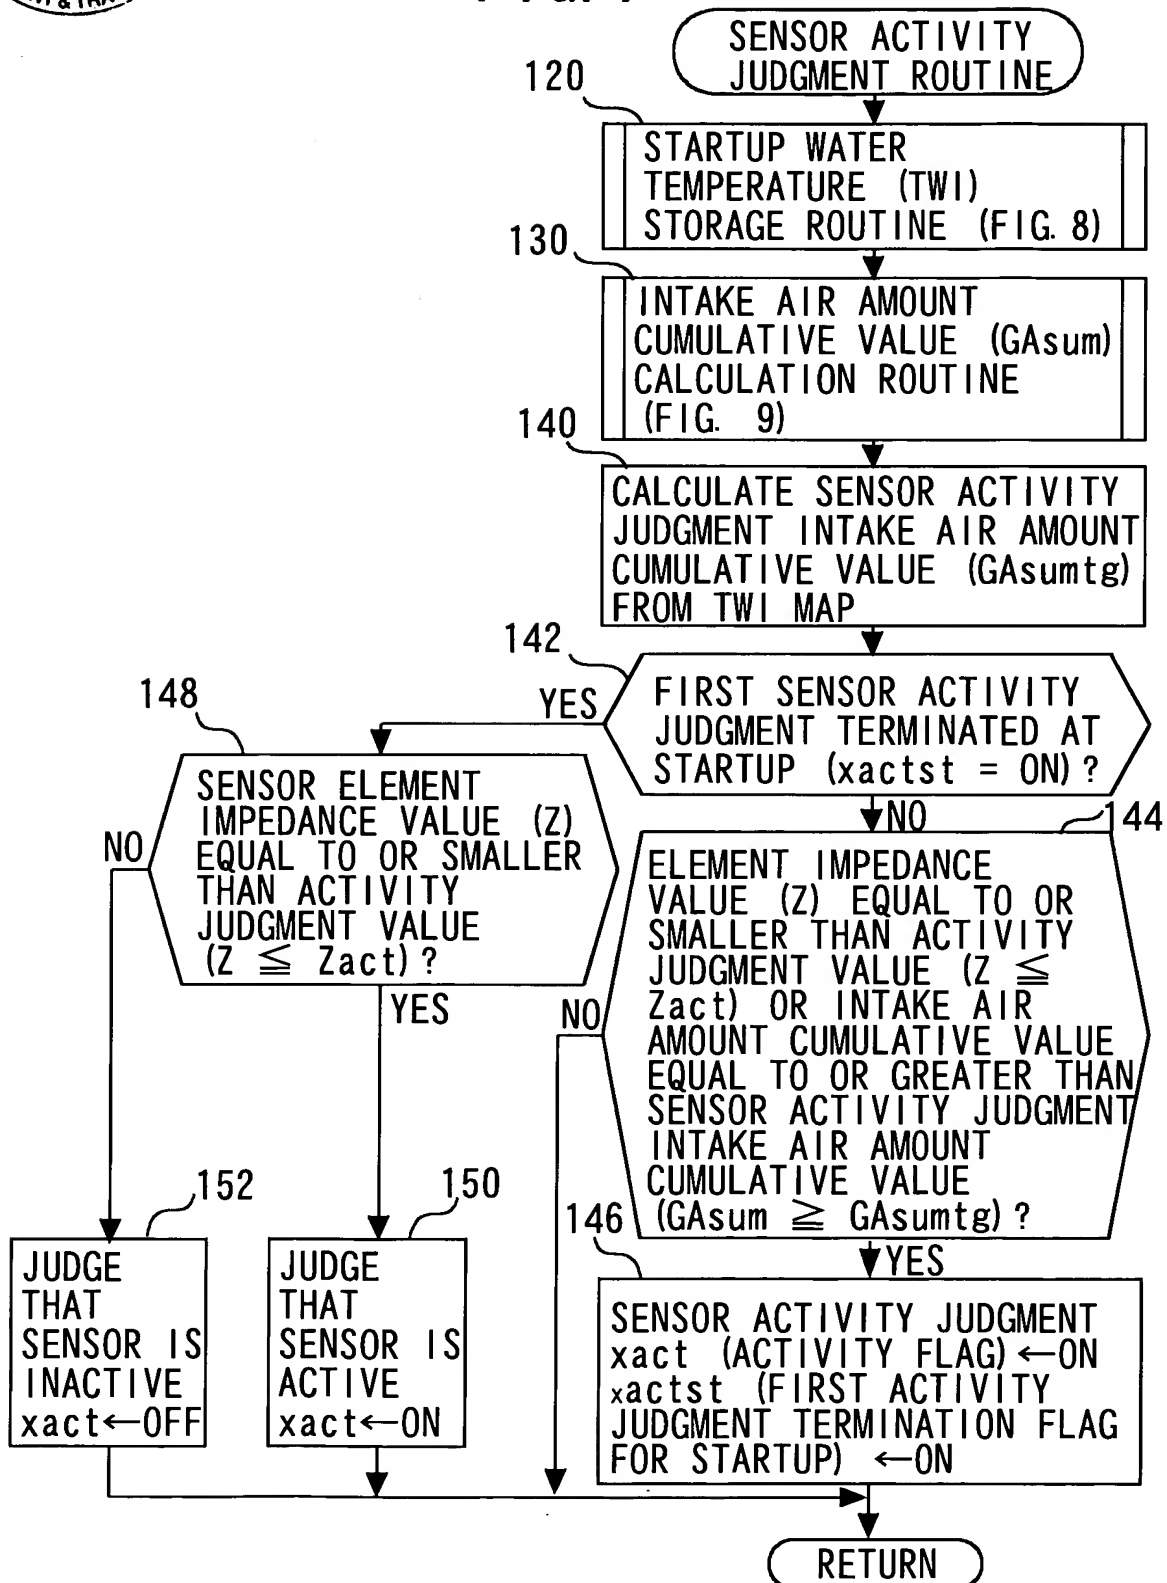 SENSOR ACTIVITY
JUDGMENT ROUTINE
120
STARTUP WATER
TEMPERATURE (TWI)
STORAGE ROUTINE (FIG. 8)
130
INTAKE AIR AMOUNT
CUMULATIVE VALUE (GAsum)
CALCULATION ROUTINE
(FIG. 9)
140
CALCULATE SENSOR ACTIVITY
JUDGMENT INTAKE AIR AMOUNT
CUMULATIVE VALUE (GAsumtg)
FROM TWI MAP
142
FIRST SENSOR ACTIVITY
JUDGMENT TERMINATED AT
STARTUP (xactst = ON)?
YES
NO
148
SENSOR ELEMENT
IMPEDANCE VALUE (Z)
EQUAL TO OR SMALLER
THAN ACTIVITY
JUDGMENT VALUE
(Z ≦ Zact)?
NO
YES
144
ELEMENT IMPEDANCE
VALUE (Z) EQUAL TO OR
SMALLER THAN ACTIVITY
JUDGMENT VALUE (Z ≦
Zact) OR INTAKE AIR
AMOUNT CUMULATIVE VALUE
EQUAL TO OR GREATER THAN
SENSOR ACTIVITY JUDGMENT
INTAKE AIR AMOUNT
CUMULATIVE VALUE
(GAsum ≧ GAsumtg)?
NO
YES
152
JUDGE
THAT
SENSOR IS
INACTIVE
xact←OFF
150
JUDGE
THAT
SENSOR IS
ACTIVE
xact←ON
146
SENSOR ACTIVITY JUDGMENT
xact (ACTIVITY FLAG)←ON
xactst (FIRST ACTIVITY
JUDGMENT TERMINATION FLAG
FOR STARTUP) ←ON
RETURN